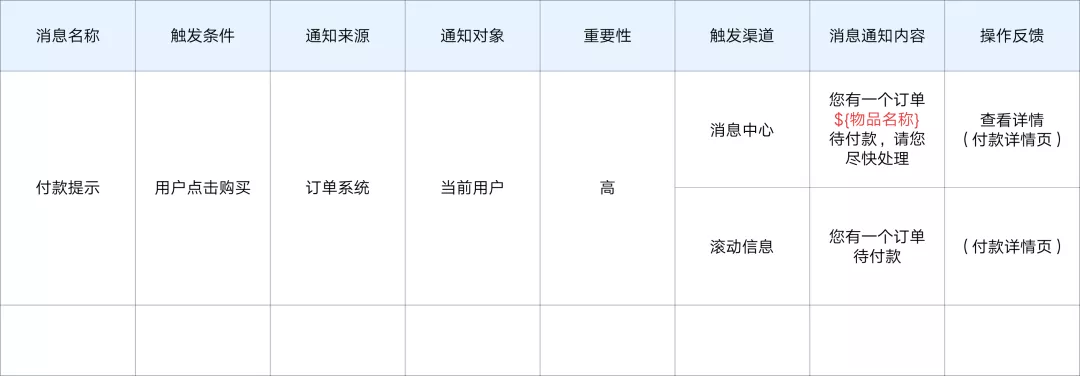 消息名称
触发条件
通知来源
通知对象
重要性
触发渠道
消息通知内容
操作反馈
付款提示
用户点击购买
订单系统
当前用户
高
消息中心
您有一个订单
${物品名称}
待付款，请您
尽快处理
查看详情
（付款详情页）
滚动信息
您有一个订单
待付款
（付款详情页）